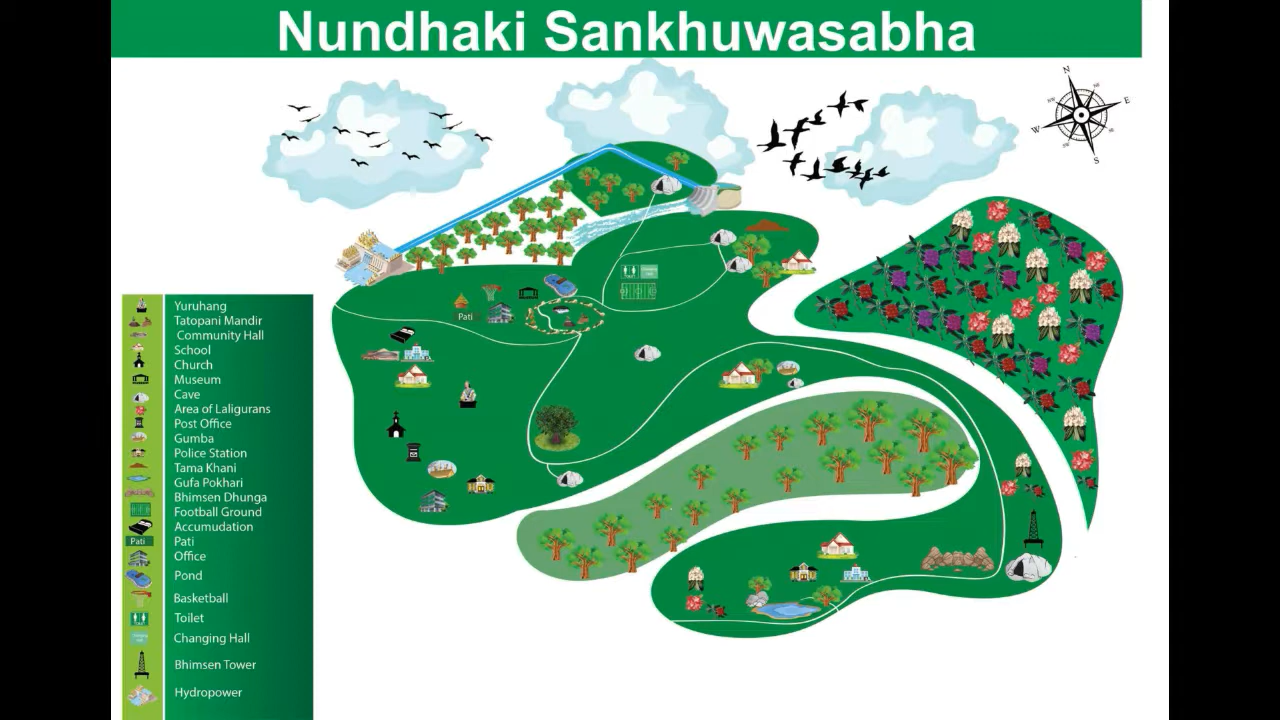 Nundhaki Sankhuwasabha
N
E
W
S
Pati
Yuruhang
Tatopani Mandir
Community Hall
School
Church
Museum
Cave
Area of Laligurans
Post Office
Gumba
Police Station
Tama Khani
Gufa Pokhari
Bhimsen Dhunga
Football Ground
Accumudation
Pati
Pati
Office
Pond
Basketball
Toilet
Changing Hall
Bhimsen Tower
Hydropower